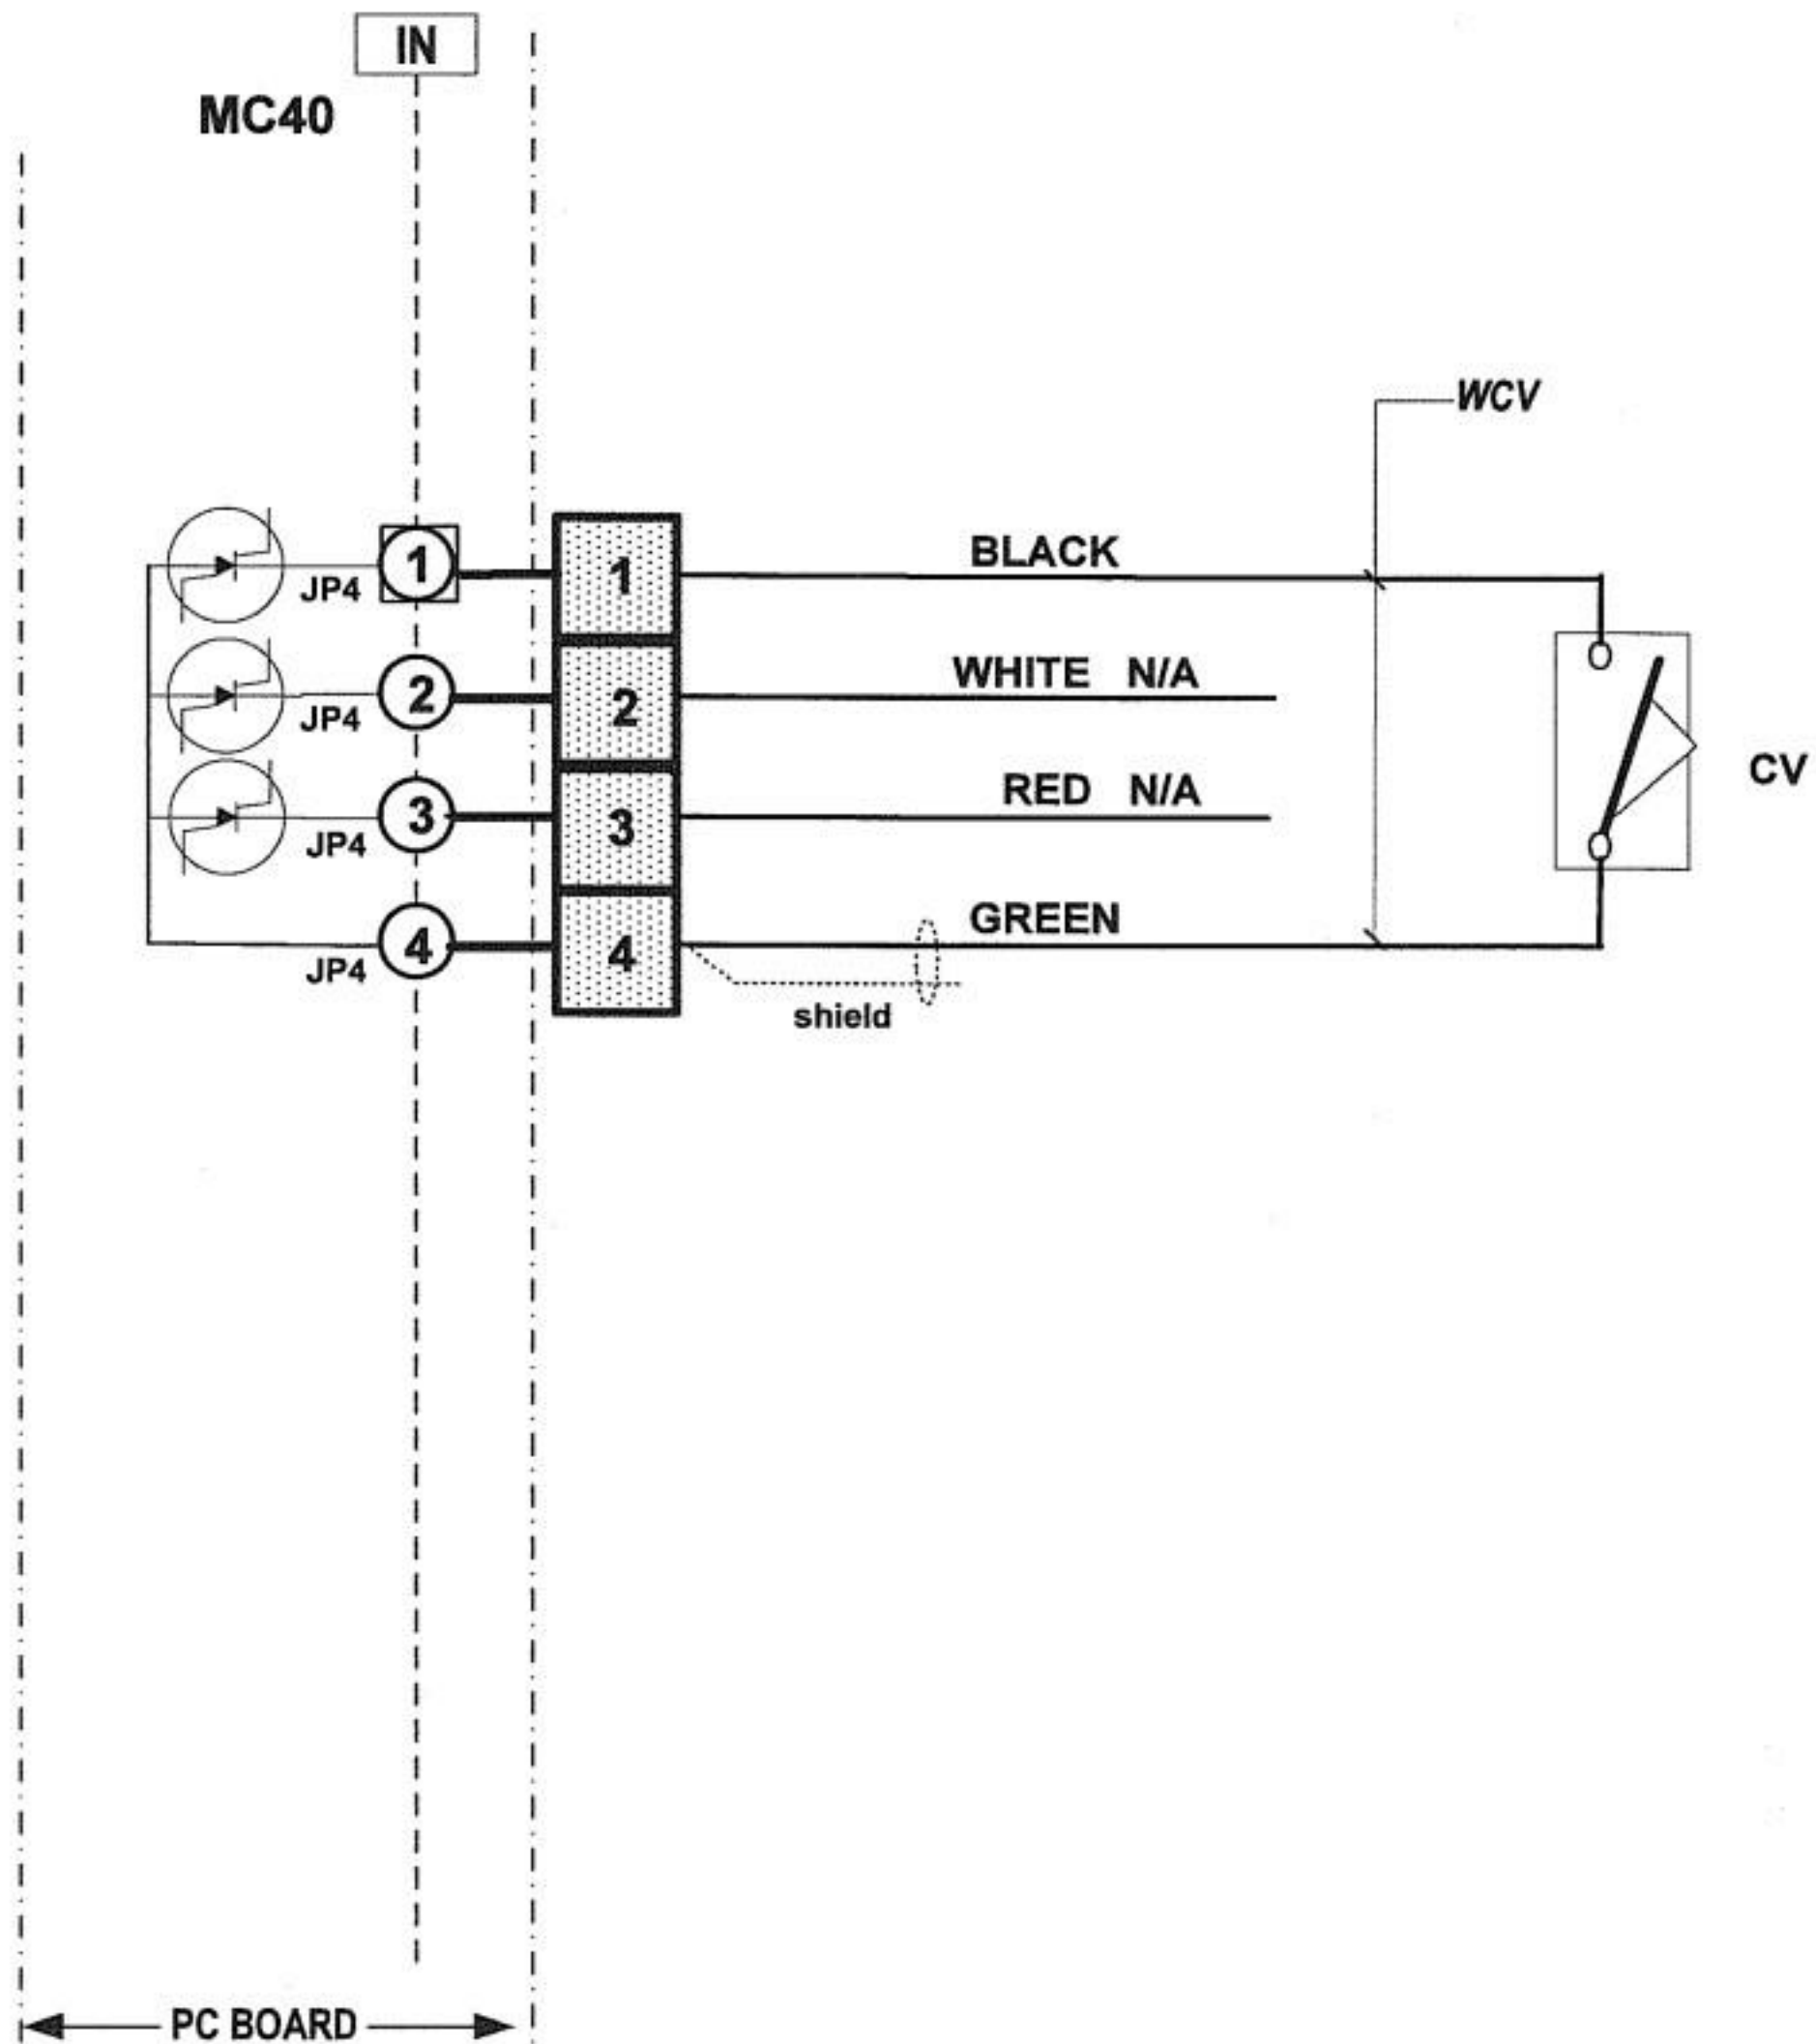 IN
MC40
WCV
BLACK
1
1
JP4
WHITE N/A
2
2
JP4
CV
RED N/A
3
3
JP4
GREEN
4
4
JP4
shield
PC BOARD